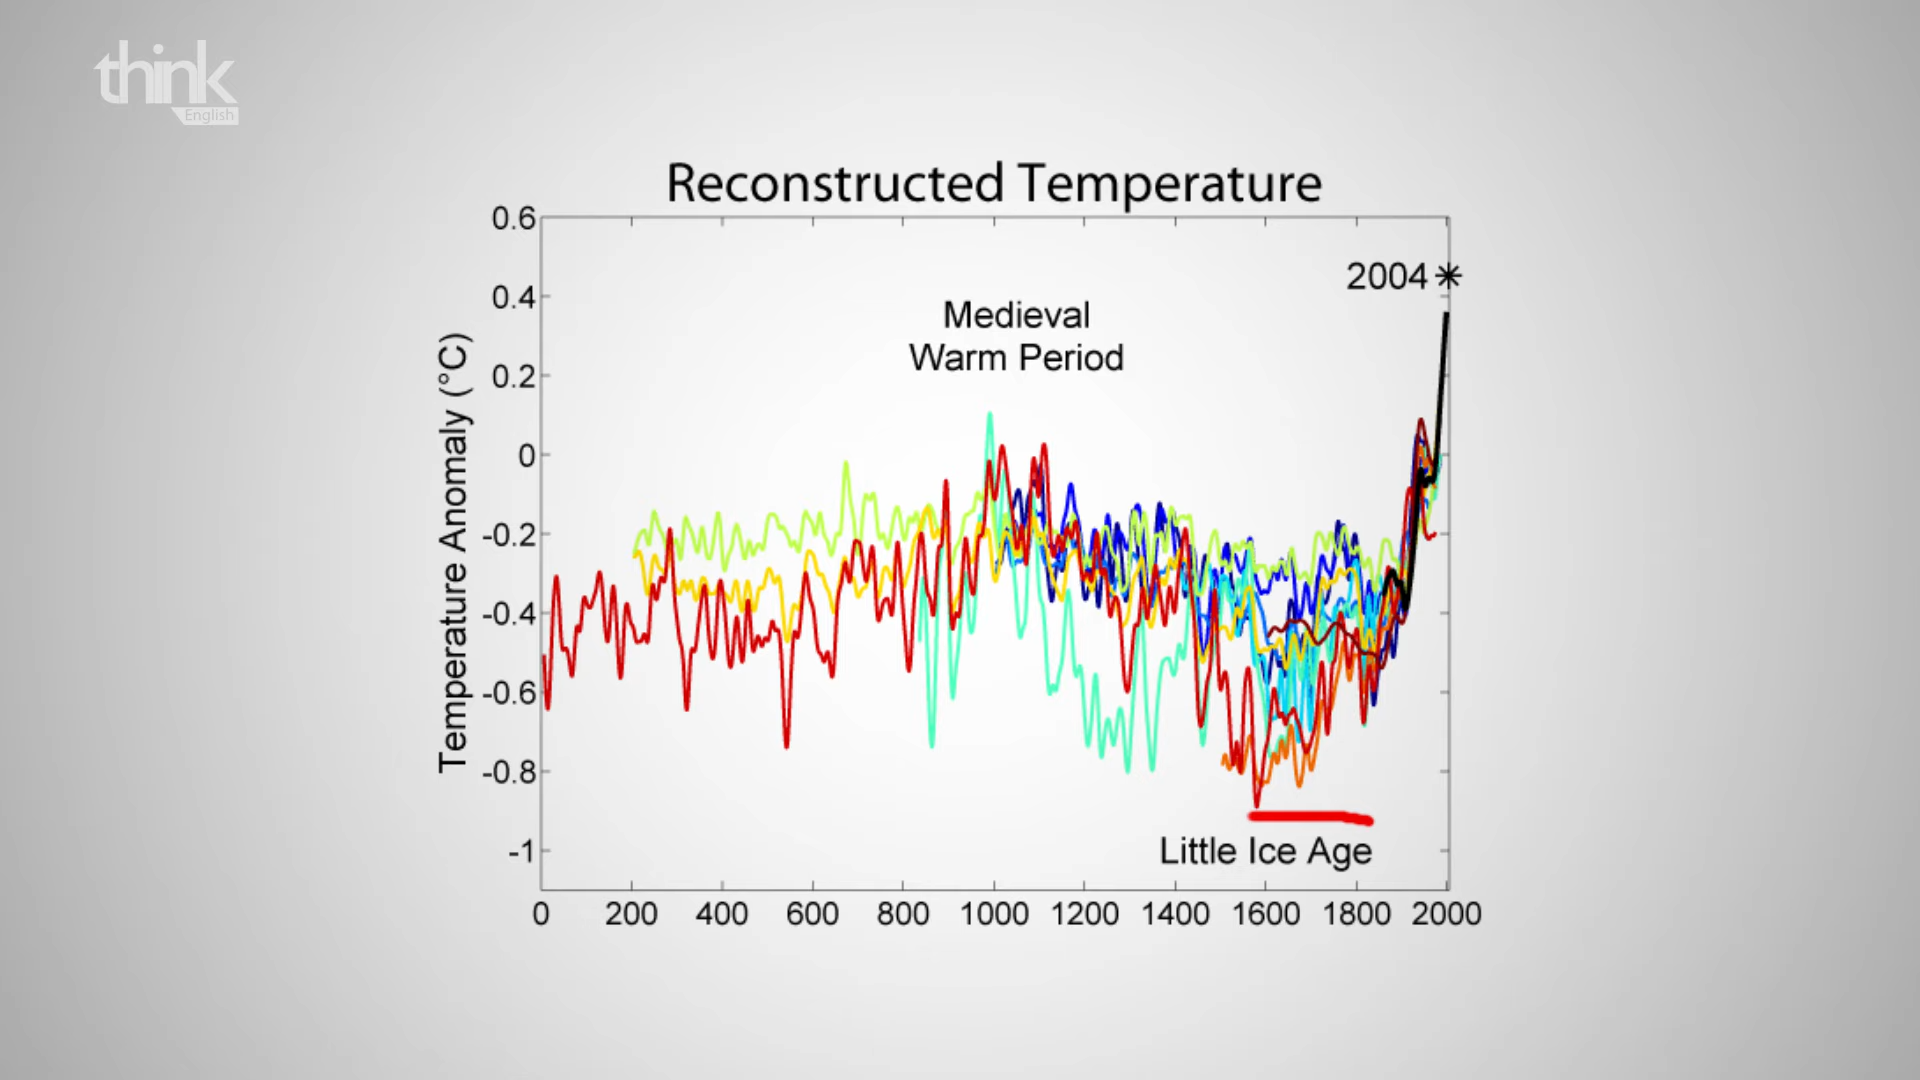 think
English
Reconstructed Temperature
0.6
0.4
0.2
0
-0.2
-0.4
-0.6
-0.8
-1
Temperature Anomaly (°C)
2004
Medieval
Warm Period
Little Ice Age
0 200 400 600 800 1000 1200 1400 1600 1800 2000